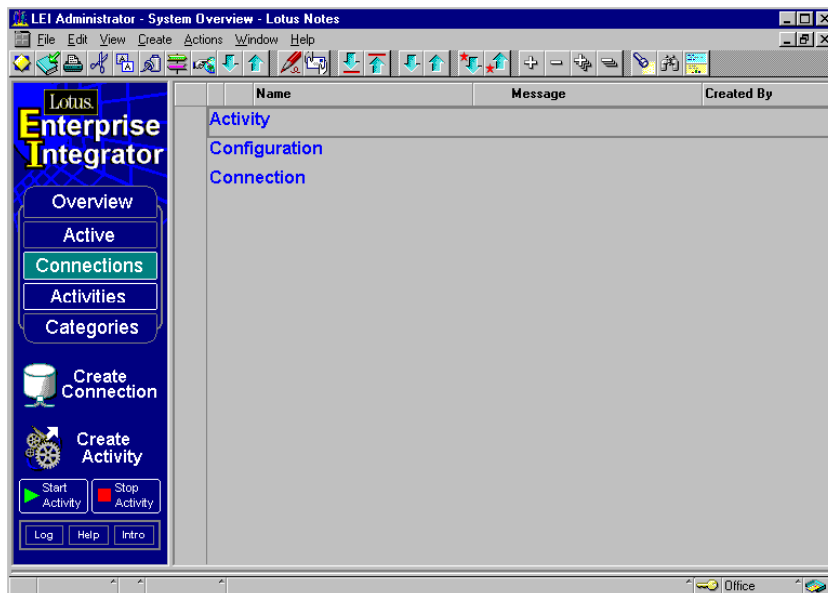 LEI Administrator - System Overview - Lotus Notes
File Edit View Create Actions Window Help
Name Message Created By
Lotus.
Enterprise
Integrator
Activity
Configuration
Connection
Overview
Active
Connections
Activities
Categories
Create
Connection
Create
Activity
Start
Activity
Stop
Activity
Log Help Intro
Office